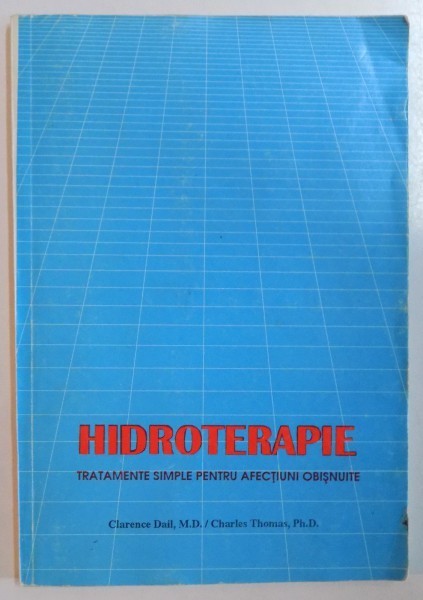 HIDROTERAPIE
TRATAMENTE SIMPLE PENTRU AFECȚIUNI OBIȘNUITE
Clarence Dail, M.D. / Charles Thomas, Ph.D.